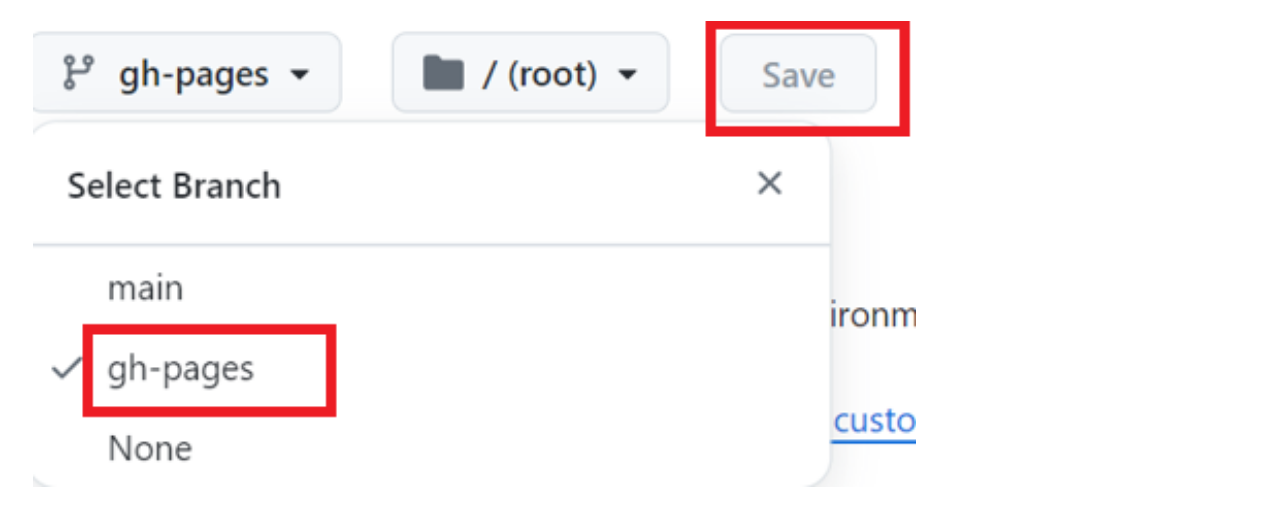 gh-pages / (root) Save
Select Branch
main
ironm
gh-pages
custo
None